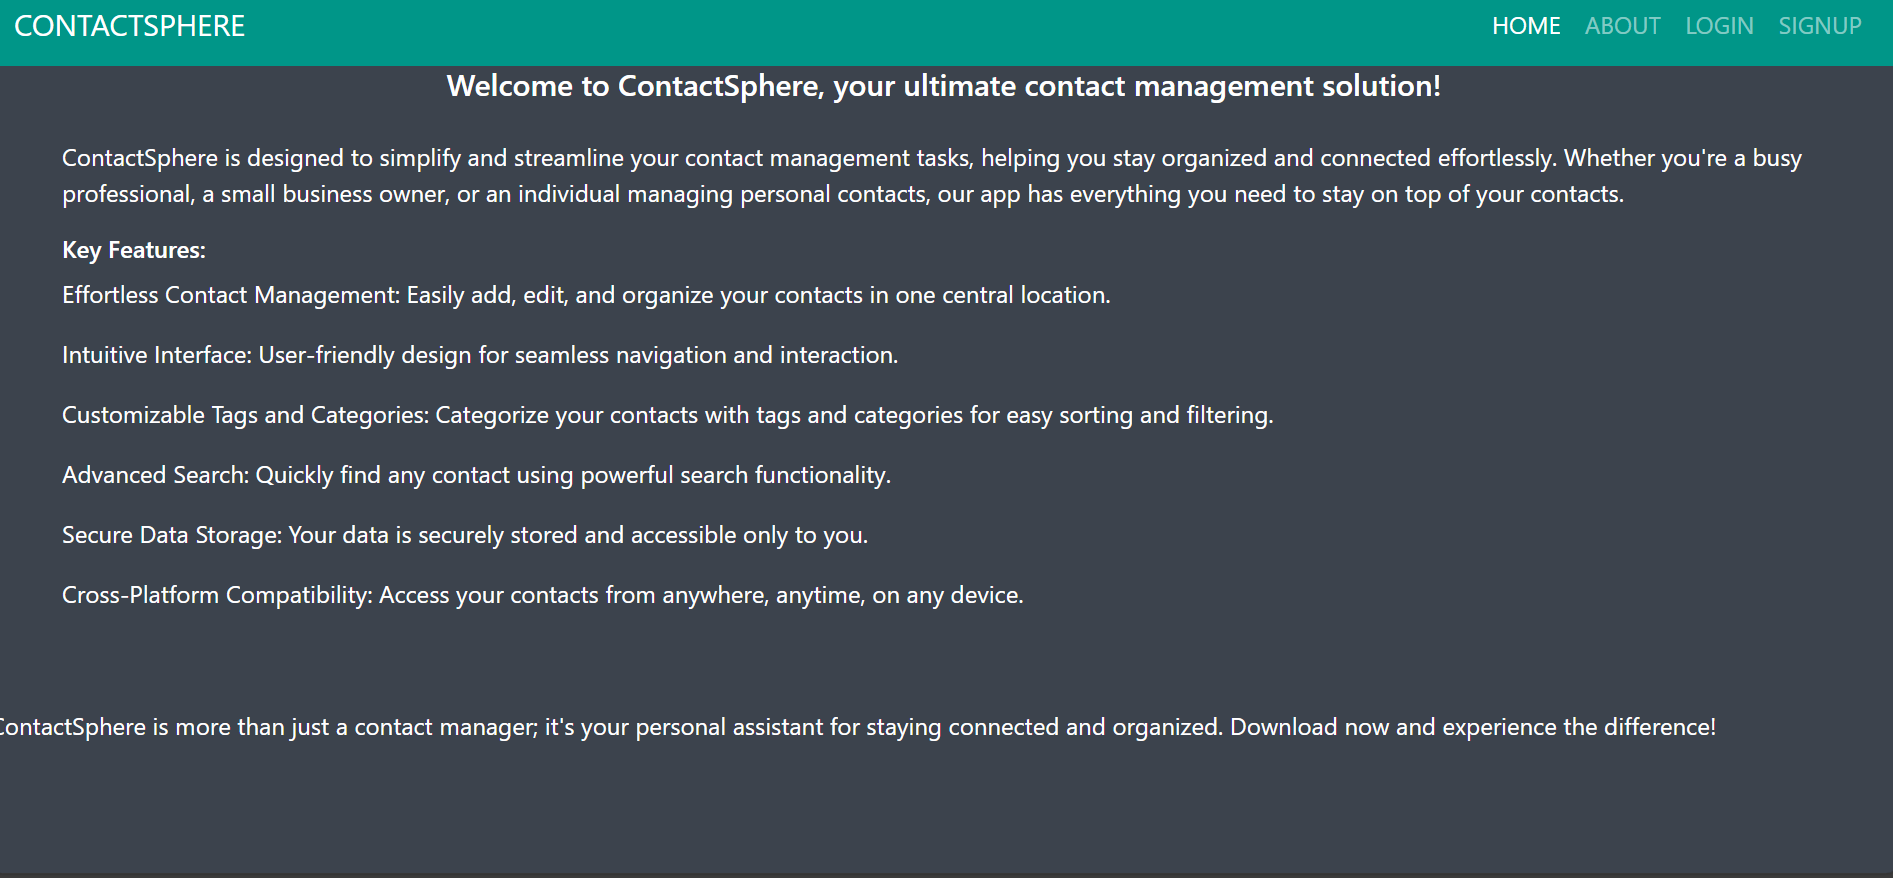 CONTACTSPHERE
HOME ABOUT LOGIN SIGNUP
Welcome to ContactSphere, your ultimate contact management solution!
ContactSphere is designed to simplify and streamline your contact management tasks, helping you stay organized and connected effortlessly. Whether you're a busy
professional, a small business owner, or an individual managing personal contacts, our app has everything you need to stay on top of your contacts.
Key Features:
Effortless Contact Management: Easily add, edit, and organize your contacts in one central location.
Intuitive Interface: User-friendly design for seamless navigation and interaction.
Customizable Tags and Categories: Categorize your contacts with tags and categories for easy sorting and filtering.
Advanced Search: Quickly find any contact using powerful search functionality.
Secure Data Storage: Your data is securely stored and accessible only to you.
Cross-Platform Compatibility: Access your contacts from anywhere, anytime, on any device.
ContactSphere is more than just a contact manager; it's your personal assistant for staying connected and organized. Download now and experience the difference!